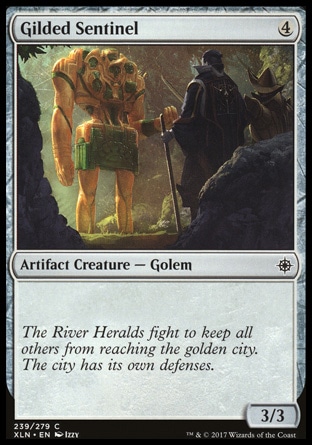 Gilded Sentinel 4
Artifact Creature — Golem
The River Heralds fight to keep all
others from reaching the golden city.
The city has its own defenses.
3/3
239/279 C
XLN • EN Izzy
™ & © 2017 Wizards of the Coast